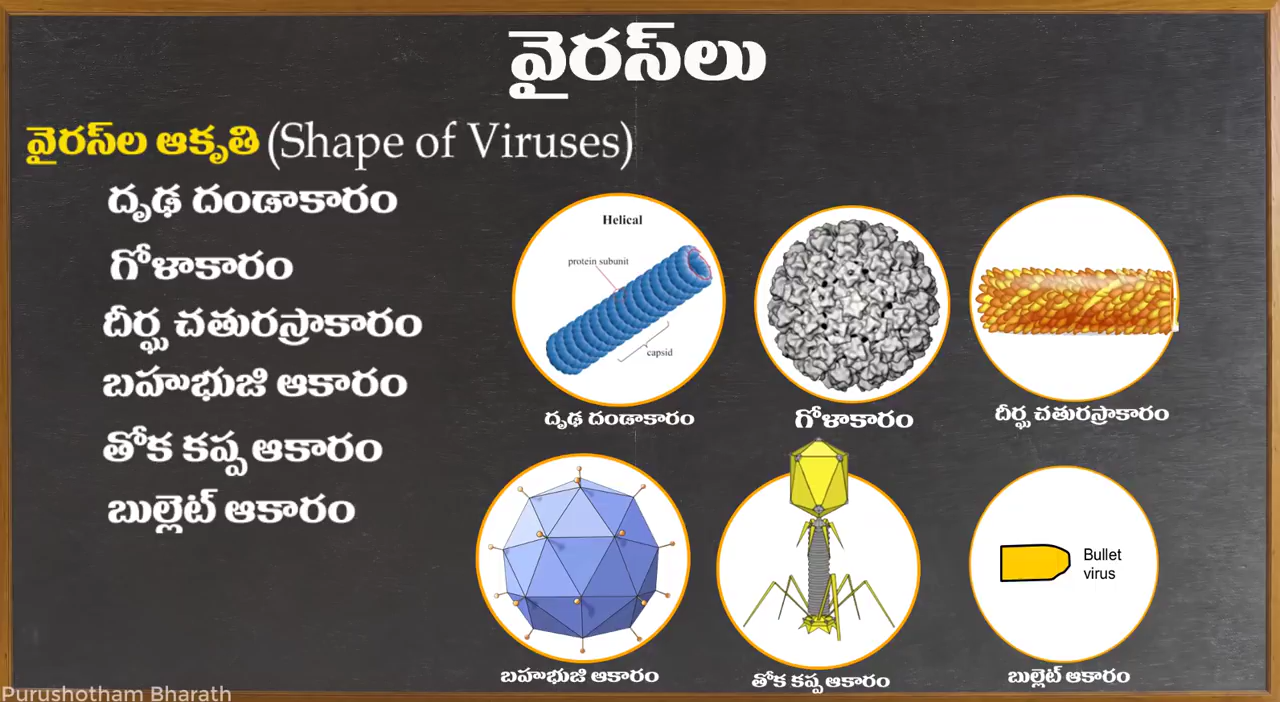 వైరస్‌లు
వైరస్‌ల ఆకృతి (Shape of Viruses)
దృఢ దండాకారం
గోళాకారం
దీర్ఘ చతురస్రాకారం
బహుభుజి ఆకారం
తోక కప్ప ఆకారం
బుల్లెట్ ఆకారం
Helical
protein subunit
capsid
దృఢ దండాకారం
గోళాకారం
దీర్ఘ చతురస్రాకారం
Bullet
virus
బహుభుజి ఆకారం
తోక కప్ప ఆకారం
బుల్లెట్ ఆకారం
Purushotham Bharath